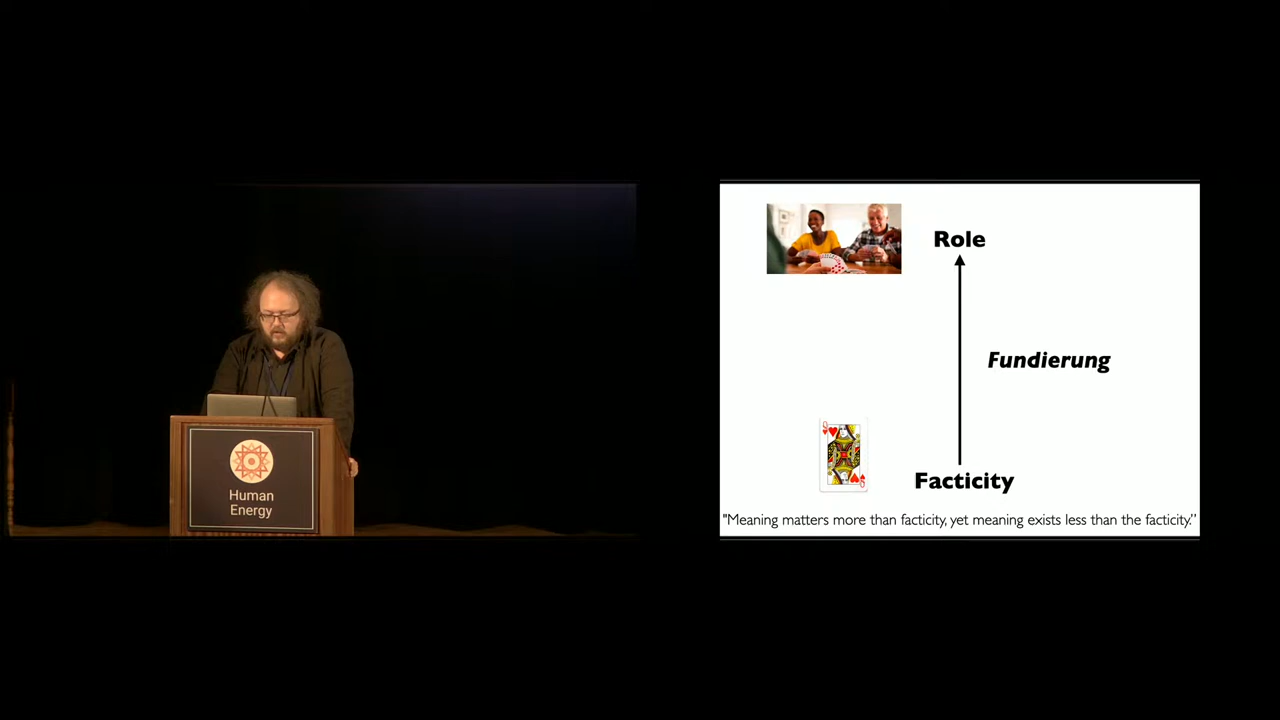 Human
Energy
Role
Fundierung
Q
Q
Facticity
"Meaning matters more than facticity, yet meaning exists less than the facticity.”